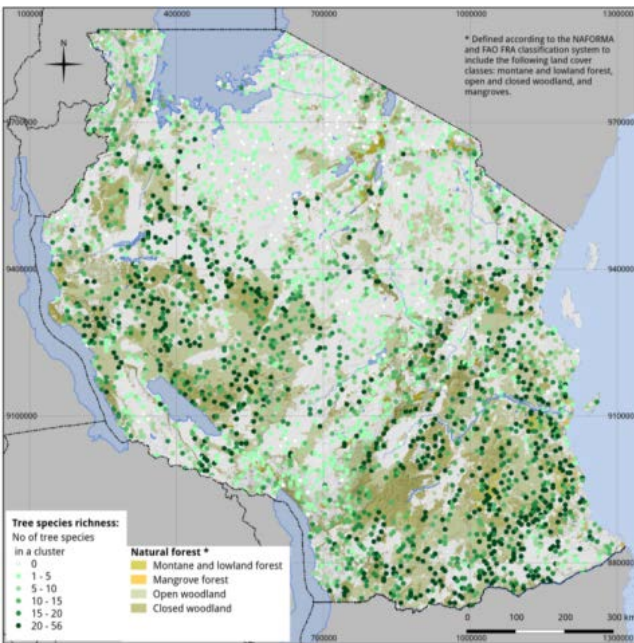 100000
400000
700000
1000000
1300000
N
* Defined according to the NAFORMA
and FAO FRA classification system to
include the following land cover
classes: montane and lowland forest,
open and closed woodland, and
mangroves.
9700000
9700000
9400000
9400000
9100000
9100000
8800000
Tree species richness:
No of tree species
in a cluster
0
1 - 5
5 - 10
10 - 15
15 - 20
20 - 56
Natural forest *
Montane and lowland forest
Mangrove forest
Open woodland
Closed woodland
0 100 200 300 km
700000
1000000
1300000